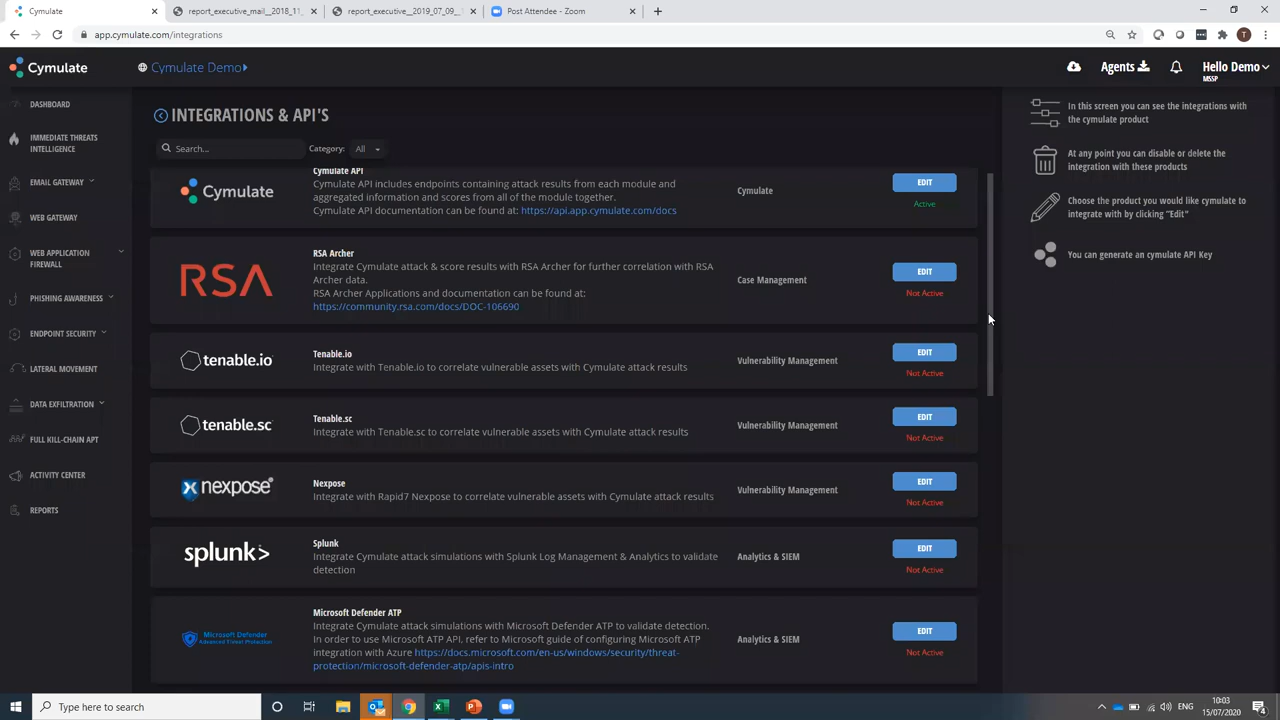 Cymulate
report_executive_mail__2018_11_
report_executive__2019_07_09__1
Post Attendee - Zoom
app.cymulate.com/integrations
T
Cymulate
Cymulate Demo
Agents
Hello Demo
MSSP
DASHBOARD
IMMEDIATE THREATS
INTELLIGENCE
EMAIL GATEWAY
WEB GATEWAY
WEB APPLICATION
FIREWALL
PHISHING AWARENESS
ENDPOINT SECURITY
LATERAL MOVEMENT
DATA EXFILTRATION
FULL KILL-CHAIN APT
ACTIVITY CENTER
REPORTS
INTEGRATIONS & API'S
Search...
Category:
All
Cymulate
Cymulate API
Cymulate API includes endpoints containing attack results from each module and
aggregated information and scores from all of the module together.
Cymulate API documentation can be found at: https://api.app.cymulate.com/docs
Cymulate
EDIT
Active
RSA
RSA Archer
Integrate Cymulate attack & score results with RSA Archer for further correlation with RSA
Archer data.
RSA Archer Applications and documentation can be found at:
https://community.rsa.com/docs/DOC-106690
Case Management
EDIT
Not Active
tenable.io
Tenable.io
Integrate with Tenable.io to correlate vulnerable assets with Cymulate attack results
Vulnerability Management
EDIT
Not Active
tenable.sc
Tenable.sc
Integrate with Tenable.sc to correlate vulnerable assets with Cymulate attack results
Vulnerability Management
EDIT
Not Active
nexpose
Nexpose
Integrate with Rapid7 Nexpose to correlate vulnerable assets with Cymulate attack results
Vulnerability Management
EDIT
Not Active
splunk>
Splunk
Integrate Cymulate attack simulations with Splunk Log Management & Analytics to validate
detection
Analytics & SIEM
EDIT
Not Active
Microsoft Defender
Advanced Threat Protection
Microsoft Defender ATP
Integrate Cymulate attack simulations with Microsoft Defender ATP to validate detection.
In order to use Microsoft ATP API, refer to Microsoft guide of configuring Microsoft ATP
integration with Azure https://docs.microsoft.com/en-us/windows/security/threat-
protection/microsoft-defender-atp/apis-intro
Analytics & SIEM
EDIT
Not Active
In this screen you can see the integrations with
the cymulate product
At any point you can disable or delete the
integration with these products
Choose the product you would like cymulate to
integrate with by clicking "Edit"
You can generate an cymulate API Key
Type here to search
ENG
10:03
15/07/2020
4